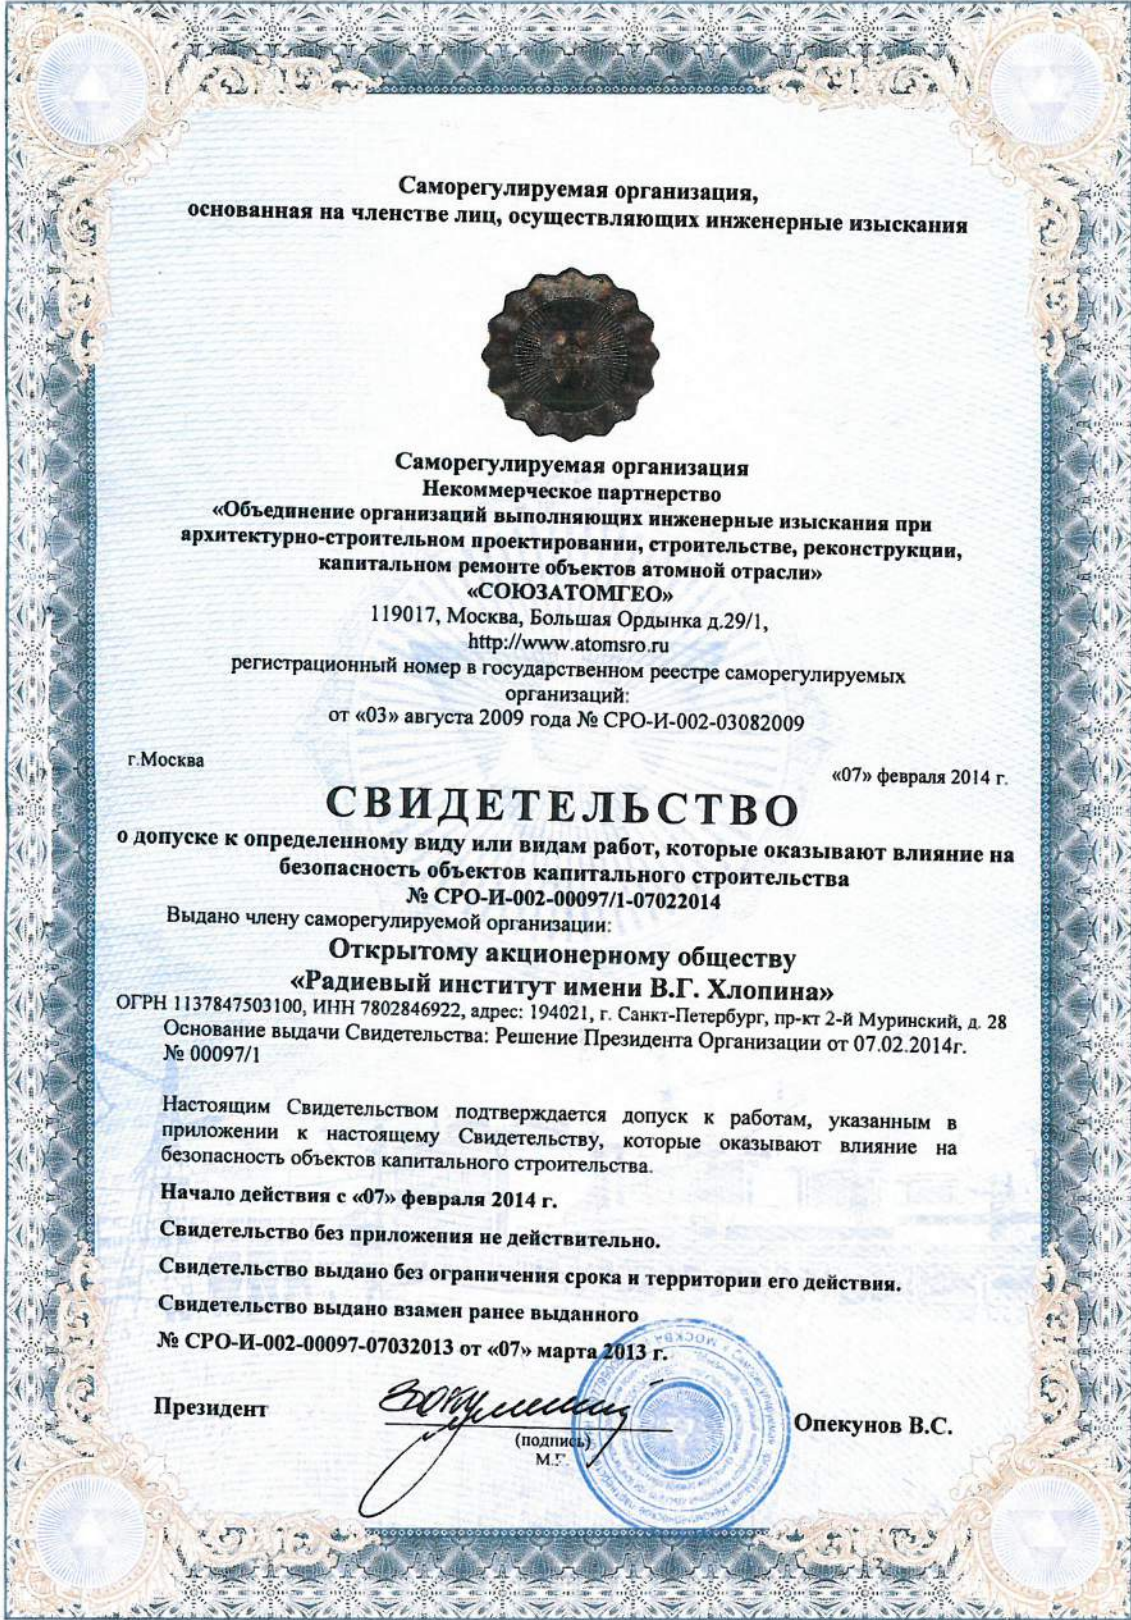 Саморегулируемая организация,
основанная на членстве лиц, осуществляющих инженерные изыскания
Саморегулируемая организация
Некоммерческое партнерство
«Объединение организаций выполняющих инженерные изыскания при
архитектурно-строительном проектировании, строительстве, реконструкции,
капитальном ремонте объектов атомной отрасли»
«СОЮЗАТОМГЕО»
119017, Москва, Большая Ордынка д.29/1,
http://www.atomsro.ru
регистрационный номер в государственном реестре саморегулируемых
организаций:
от «03» августа 2009 года № СРО-И-002-03082009
г.Москва
«07» февраля 2014 г.
СВИДЕТЕЛЬСТВО
о допуске к определенному виду или видам работ, которые оказывают влияние на
безопасность объектов капитального строительства
№ СРО-И-002-00097/1-07022014
Выдано члену саморегулируемой организации:
Открытому акционерному обществу
«Радиевый институт имени В.Г. Хлопина»
ОГРН 1137847503100, ИНН 7802846922, адрес: 194021, г. Санкт-Петербург, пр-кт 2-й Муринский, д. 28
Основание выдачи Свидетельства: Решение Президента Организации от 07.02.2014г.
№ 00097/1
Настоящим Свидетельством подтверждается допуск к работам, указанным в
приложении к настоящему Свидетельству, которые оказывают влияние на
безопасность объектов капитального строительства.
Начало действия с «07» февраля 2014 г.
Свидетельство без приложения не действительно.
Свидетельство выдано без ограничения срока и территории его действия.
Свидетельство выдано взамен ранее выданного
№ СРО-И-002-00097-07032013 от «07» марта 2013 г.
Президент
Опекунов В.С.
(подпись)
М.П.
МОСКВА